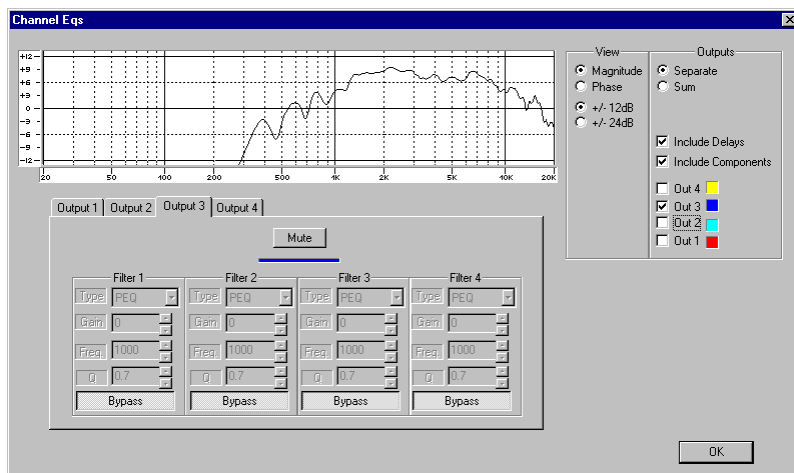 Channel Eqs
+12
+9
+6
+3
0
-3
-6
-9
-12
20 50 100 200 500 1K 2K 5K 10K 20K
View
Magnitude
Phase
+/- 12dB
+/- 24dB
Outputs
Separate
Sum
Include Delays
Include Components
Out 4
Out 3
Out 2
Out 1
Output 1 Output 2 Output 3 Output 4
Mute
Filter 1 Filter 2 Filter 3 Filter 4
Type PEQ Type PEQ Type PEQ Type PEQ
Gain 0 Gain 0 Gain 0 Gain 0
Freq. 1000 Freq. 1000 Freq. 1000 Freq. 1000
Q 0.7 Q 0.7 Q 0.7 Q 0.7
Bypass Bypass Bypass Bypass
OK